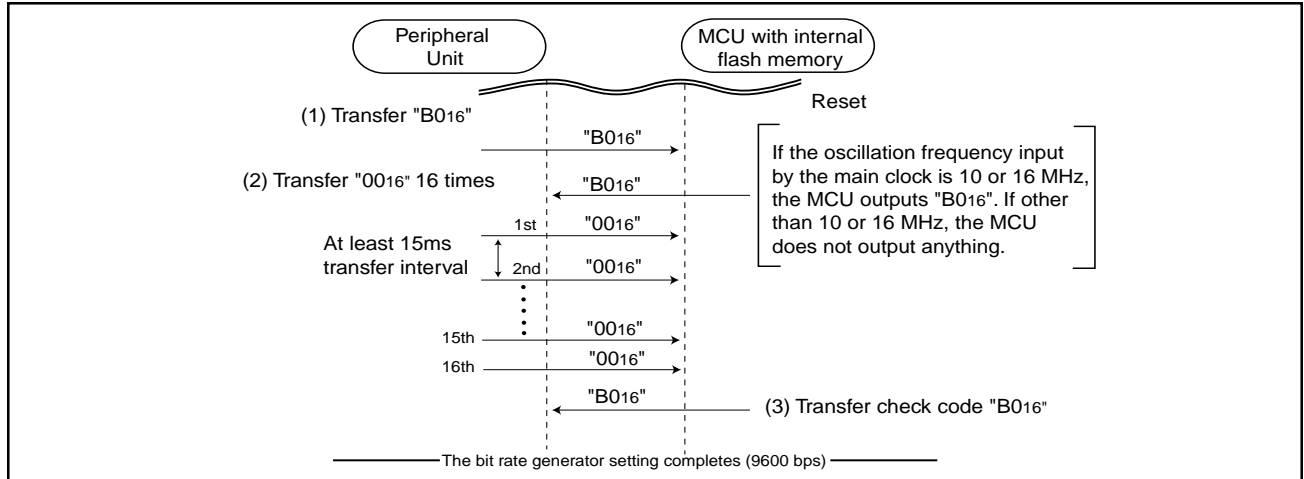 Peripheral
Unit
MCU with internal
flash memory
Reset
(1) Transfer "B016"
"B016"
If the oscillation frequency input
by the main clock is 10 or 16 MHz,
the MCU outputs "B016". If other
than 10 or 16 MHz, the MCU
does not output anything.
(2) Transfer "0016" 16 times
"B016"
1st
"0016"
At least 15ms
transfer interval
2nd
"0016"
15th
"0016"
16th
"0016"
"B016"
(3) Transfer check code "B016"
The bit rate generator setting completes (9600 bps)